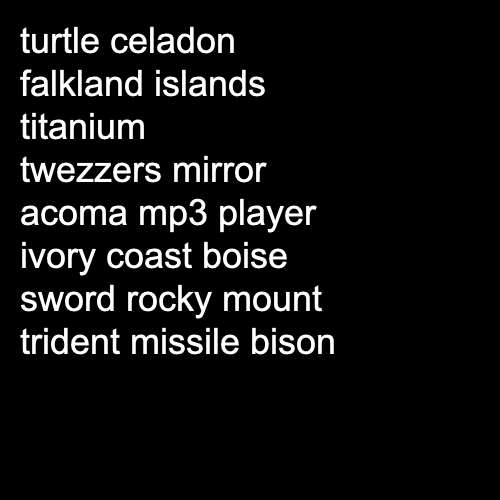 turtle celadon
falkland islands
titanium
twezzers mirror
acoma mp3 player
ivory coast boise
sword rocky mount
trident missile bison